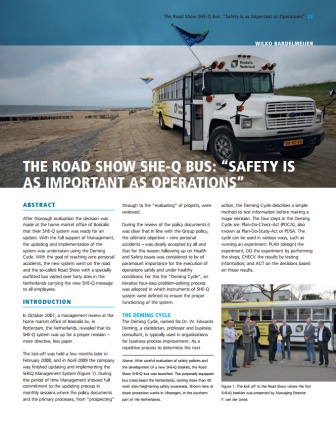 The Road Show SHE-Q Bus: "Safety is as Important as Operations"
WILKO BARDELMEIJER
THE ROAD SHOW SHE-Q BUS: "SAFETY IS
AS IMPORTANT AS OPERATIONS"
ABSTRACT
After thorough evaluation the decision was
made at the home market office of Boskalis
that their SHE-Q system was ready for an
update. With the full support of Management,
the updating and implementation of the
system was undertaken using the Deming
Cycle. With the goal of reaching zero personal
accidents, the new system went on the road
and the so-called Road Show with a specially
outfitted bus visited over forty sites in the
Netherlands carrying the new SHE-Q message
to all employees.
INTRODUCTION
In October 2007, a management review at the
home market office of Boskalis bv, in
Rotterdam, the Netherlands, revealed that its
SHE-Q system was up for a proper revision –
more directive, less paper.
The kick-off was held a few months later in
February 2008, and in April 2009 the company
was finished updating and implementing the
SHE-Q Management System (Figure 1). During
this period of time Management showed full
commitment to the updating process in
monthly sessions where the policy documents
and the primary processes, from "prospecting"
through to the "evaluating" of projects, were
reviewed.
During the review of the policy documents it
was clear that in line with the Group policy,
the ultimate objective – zero personal
accidents – was clearly accepted by all and
that for this reason following up on Health
and Safety issues was considered to be of
paramount importance for the execution of
operations safely and under healthy
conditions. For this the "Deming Cycle", an
iterative four-step problem-solving process
was adopted in which instruments of SHE-Q
system were defined to ensure the proper
functioning of the system.
THE DEMING CYCLE
The Deming Cycle, named for Dr. W. Edwards
Deming, a statistician, professor and business
consultant, is typically used in organisations
for business process improvement. As a
repetitive process to determine the next
Above: After careful evaluation of safety policies and
the development of a new SHE-Q booklet, the Road
Show SHE-Q bus was launched. The purposely equipped
bus crisscrossed the Netherlands, visiting more than 40
work sites heightening safety awareness. Shown here at
shore protection works in Vlissingen, in the southern
part of the Netherlands.
action, the Deming Cycle describes a simple
method to test information before making a
major decision. The four steps in the Deming
Cycle are: Plan-Do-Check-Act (PDCA), also
known as Plan-Do-Study-Act or PDSA. The
cycle can be used in various ways, such as
running an experiment: PLAN (design) the
experiment; DO the experiment by performing
the steps; CHECK the results by testing
information; and ACT on the decisions based
on those results.
Figure 1. The kick off to the Road Show where the first
SHE-Q booklet was presented by Managing Director
P. van der Linde.